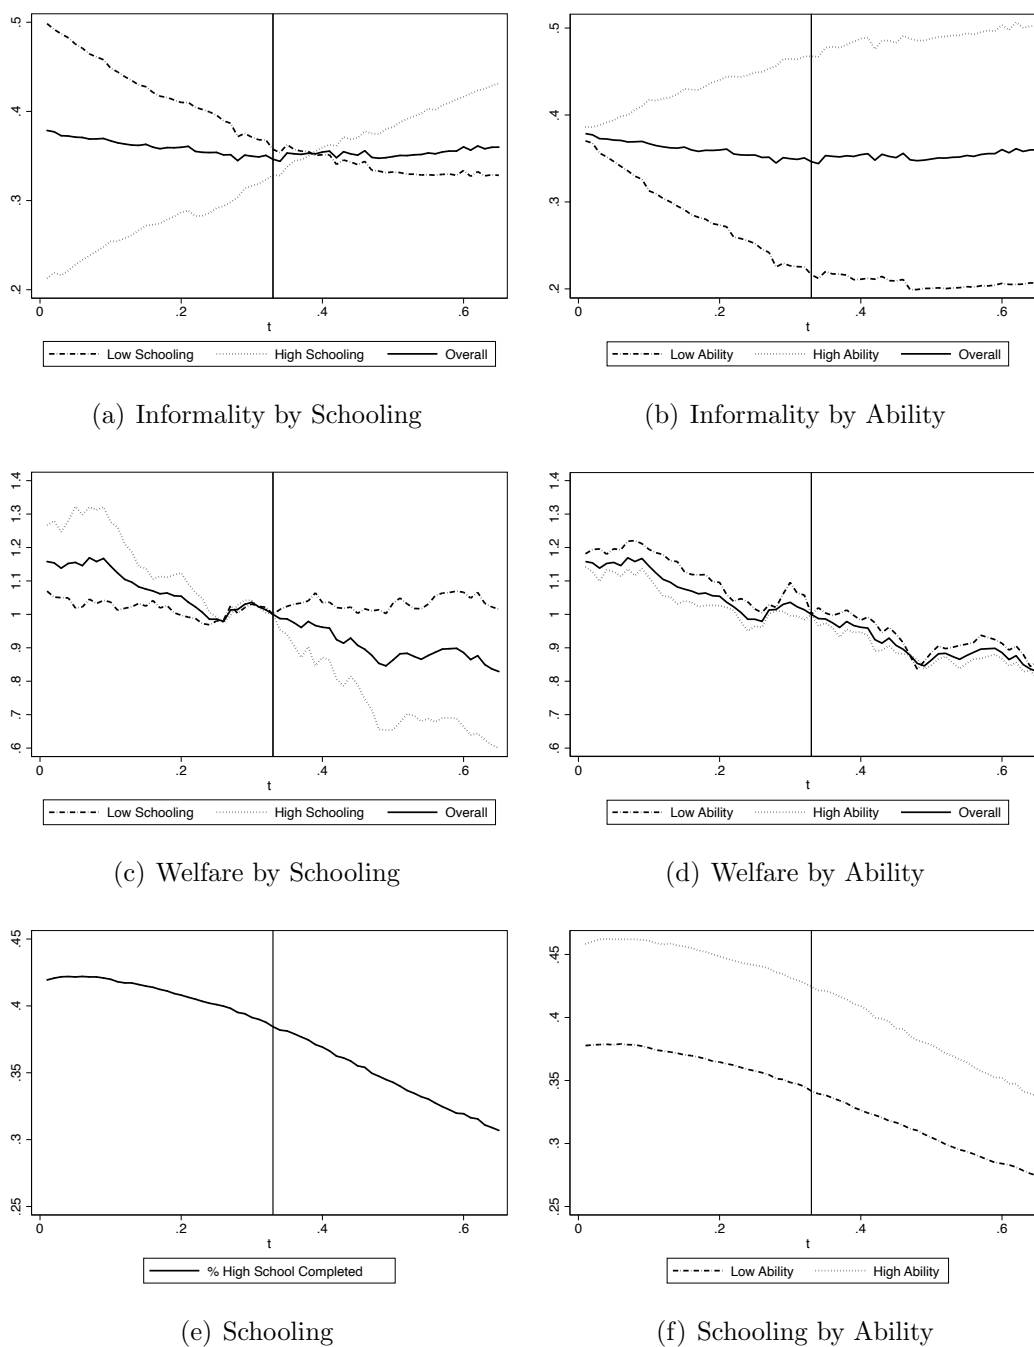 .5
.4
.3
.2
0 .2 .4 .6
t
Low Schooling High Schooling Overall
(a) Informality by Schooling
.5
.4
.3
.2
0 .2 .4 .6
t
Low Ability High Ability Overall
(b) Informality by Ability
1.4
1.3
1.2
1.1
1
.9
.8
.7
.6
0 .2 .4 .6
t
Low Schooling High Schooling Overall
(c) Welfare by Schooling
1.4
1.3
1.2
1.1
1
.9
.8
.7
.6
0 .2 .4 .6
t
Low Ability High Ability Overall
(d) Welfare by Ability
.45
.4
.35
.3
.25
0 .2 .4 .6
t
% High School Completed
(e) Schooling
.45
.4
.35
.3
.25
0 .2 .4 .6
t
Low Ability High Ability
(f) Schooling by Ability